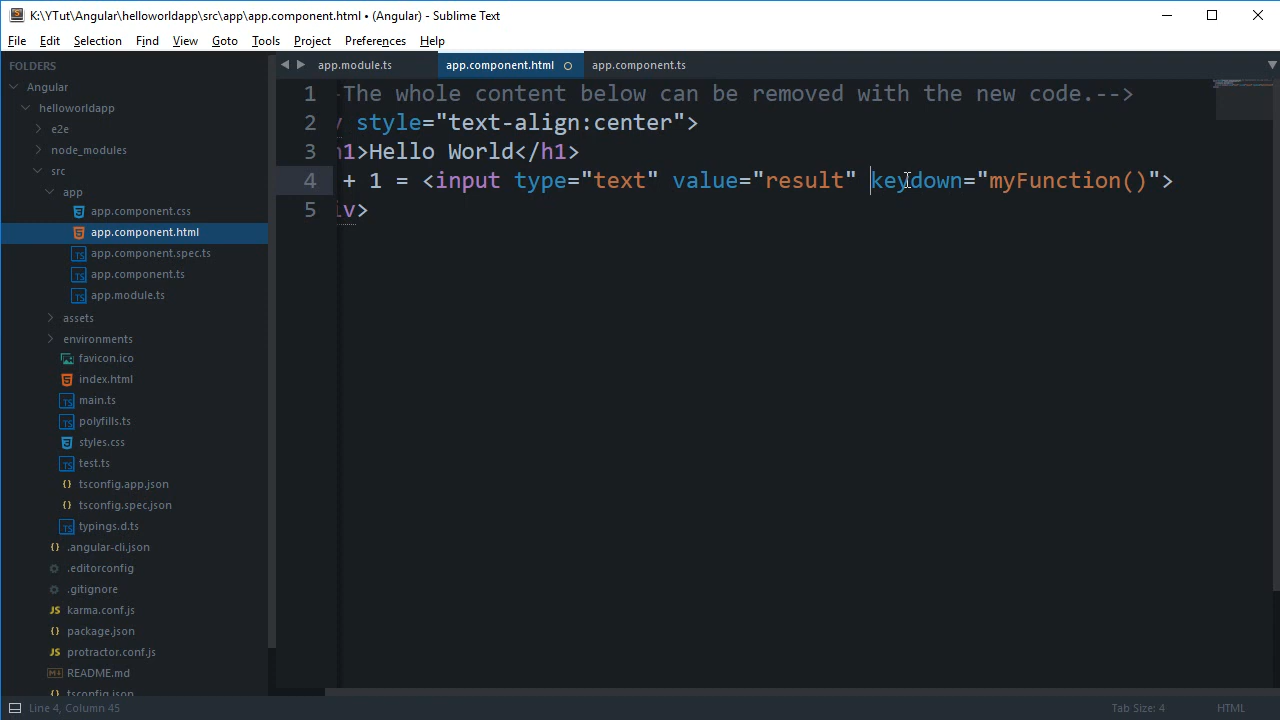 K:\YTut\Angular\helloworldapp\src\app\app.component.html • (Angular) - Sublime Text
File Edit Selection Find View Goto Tools Project Preferences Help
FOLDERS
Angular
helloworldapp
e2e
node_modules
src
app
app.component.css
app.component.html
app.component.spec.ts
app.component.ts
app.module.ts
assets
environments
favicon.ico
index.html
main.ts
polyfills.ts
styles.css
test.ts
tsconfig.app.json
tsconfig.spec.json
typings.d.ts
.angular-cli.json
.editorconfig
.gitignore
karma.conf.js
package.json
protractor.conf.js
README.md
tsconfig.json
app.module.ts app.component.html app.component.ts
1 The whole content below can be removed with the new code.-->
2 style="text-align:center">
3 h1>Hello World</h1>
4 + 1 = <input type="text" value="result" keydown="myFunction()">
5 iv>
Line 4, Column 45
Tab Size: 4 HTML